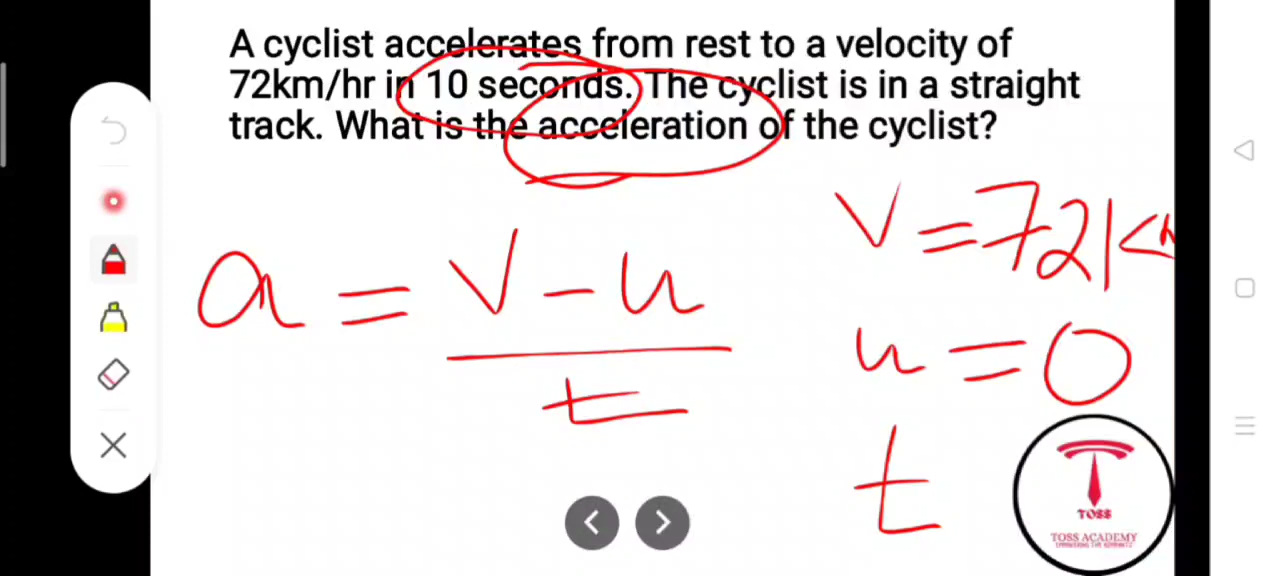 A cyclist accelerates from rest to a velocity of
72km/hr in 10 seconds. The cyclist is in a straight
track. What is the acceleration of the cyclist?
v = 72k
a = v - u
t
u = 0
t
TOSS
TOSS ACADEMY